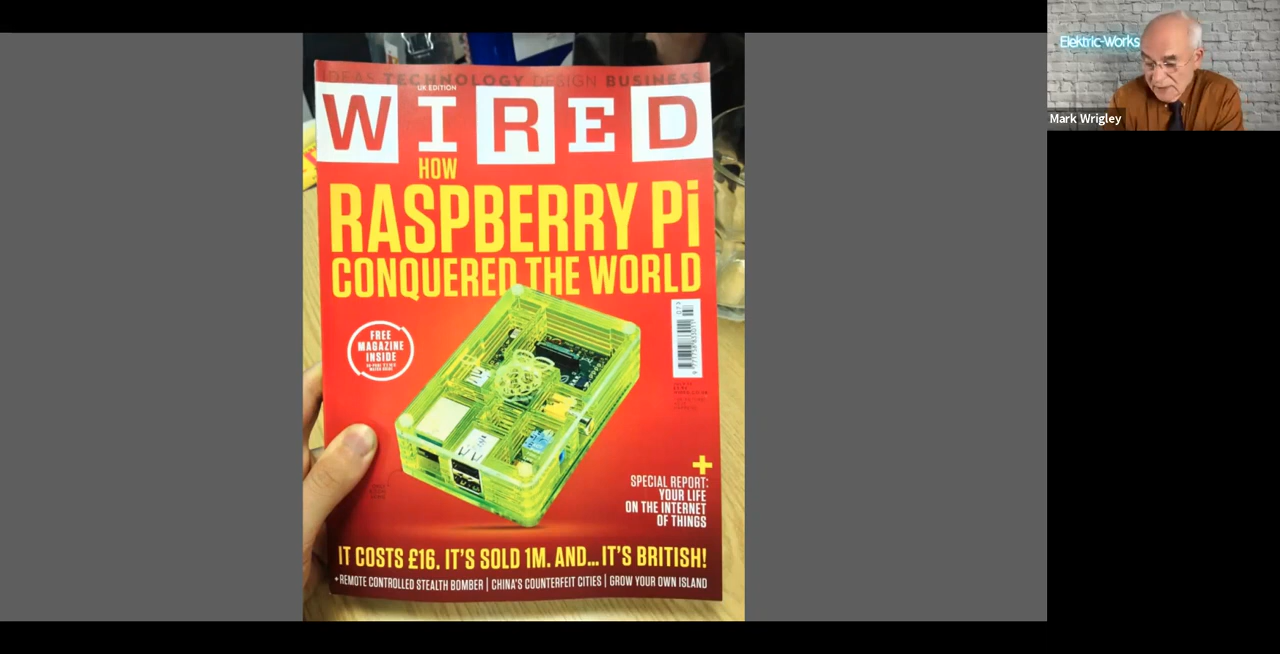 IDEAS TECHNOLOGY DESIGN BUSINESS
UK EDITION
WIRED
HOW
RASPBERRY Pi
CONQUERED THE WORLD
FREE
MAGAZINE
INSIDE
+
SPECIAL REPORT:
YOUR LIFE
ON THE INTERNET
OF THINGS
IT COSTS £16. IT'S SOLD 1M. AND... IT'S BRITISH!
+REMOTE CONTROLLED STEALTH BOMBER | CHINA'S COUNTERFEIT CITIES | GROW YOUR OWN ISLAND
Elektric-Works
Mark Wrigley